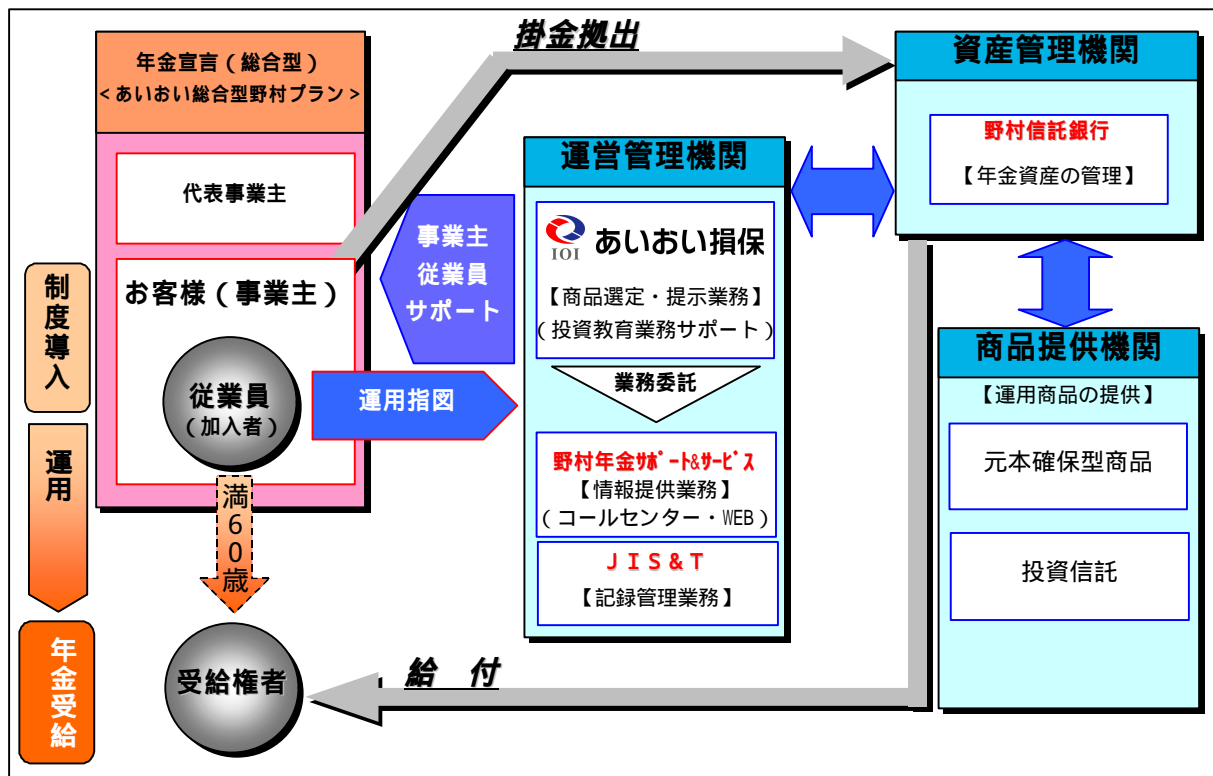 掛金拠出
年金宣言（総合型）
＜あいおい総合型野村プラン＞
代表事業主
お客様（事業主）
従業員
（加入者）
制度導入
運用
年金受給
満60歳
受給権者
事業主
従業員
サポート
運用指図
運営管理機関
IOI
あいおい損保
【商品選定・提示業務】
（投資教育業務サポート）
業務委託
野村年金ｻﾎﾟｰﾄ&ｻｰﾋﾞｽ
【情報提供業務】
（コールセンター・WEB）
ＪＩＳ＆Ｔ
【記録管理業務】
給　付
資産管理機関
野村信託銀行
【年金資産の管理】
商品提供機関
【運用商品の提供】
元本確保型商品
投資信託